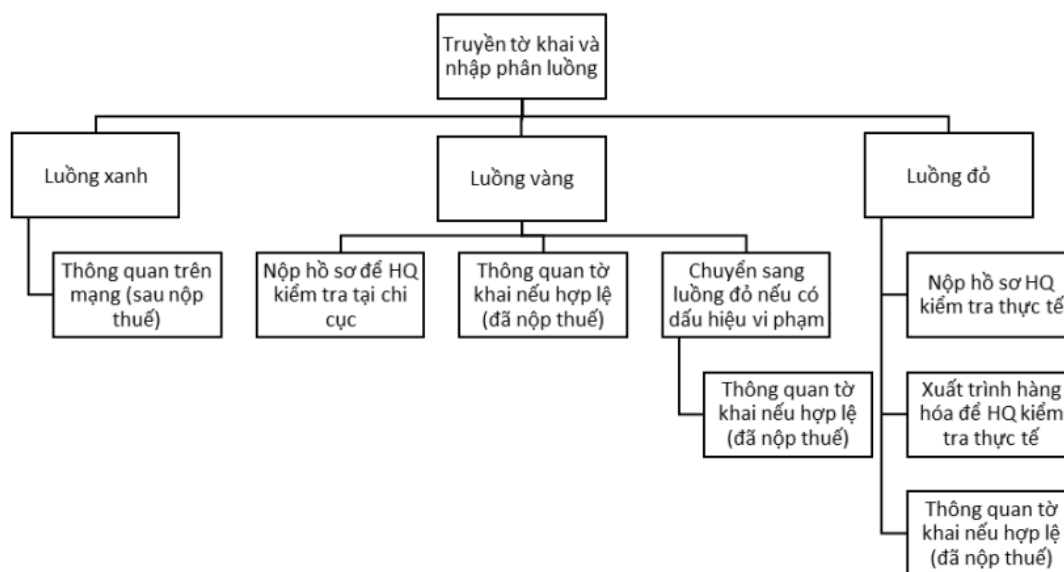 Truyền tờ khai và
nhập phân luồng
Luồng xanh
Luồng vàng
Luồng đỏ
Thông quan trên
mạng (sau nộp
thuế)
Nộp hồ sơ để HQ
kiểm tra tại chi
cục
Thông quan tờ
khai nếu hợp lệ
(đã nộp thuế)
Chuyển sang
luồng đỏ nếu có
dấu hiệu vi phạm
Thông quan tờ
khai nếu hợp lệ
(đã nộp thuế)
Nộp hồ sơ HQ
kiểm tra thực tế
Xuất trình hàng
hóa để HQ kiểm
tra thực tế
Thông quan tờ
khai nếu hợp lệ
(đã nộp thuế)